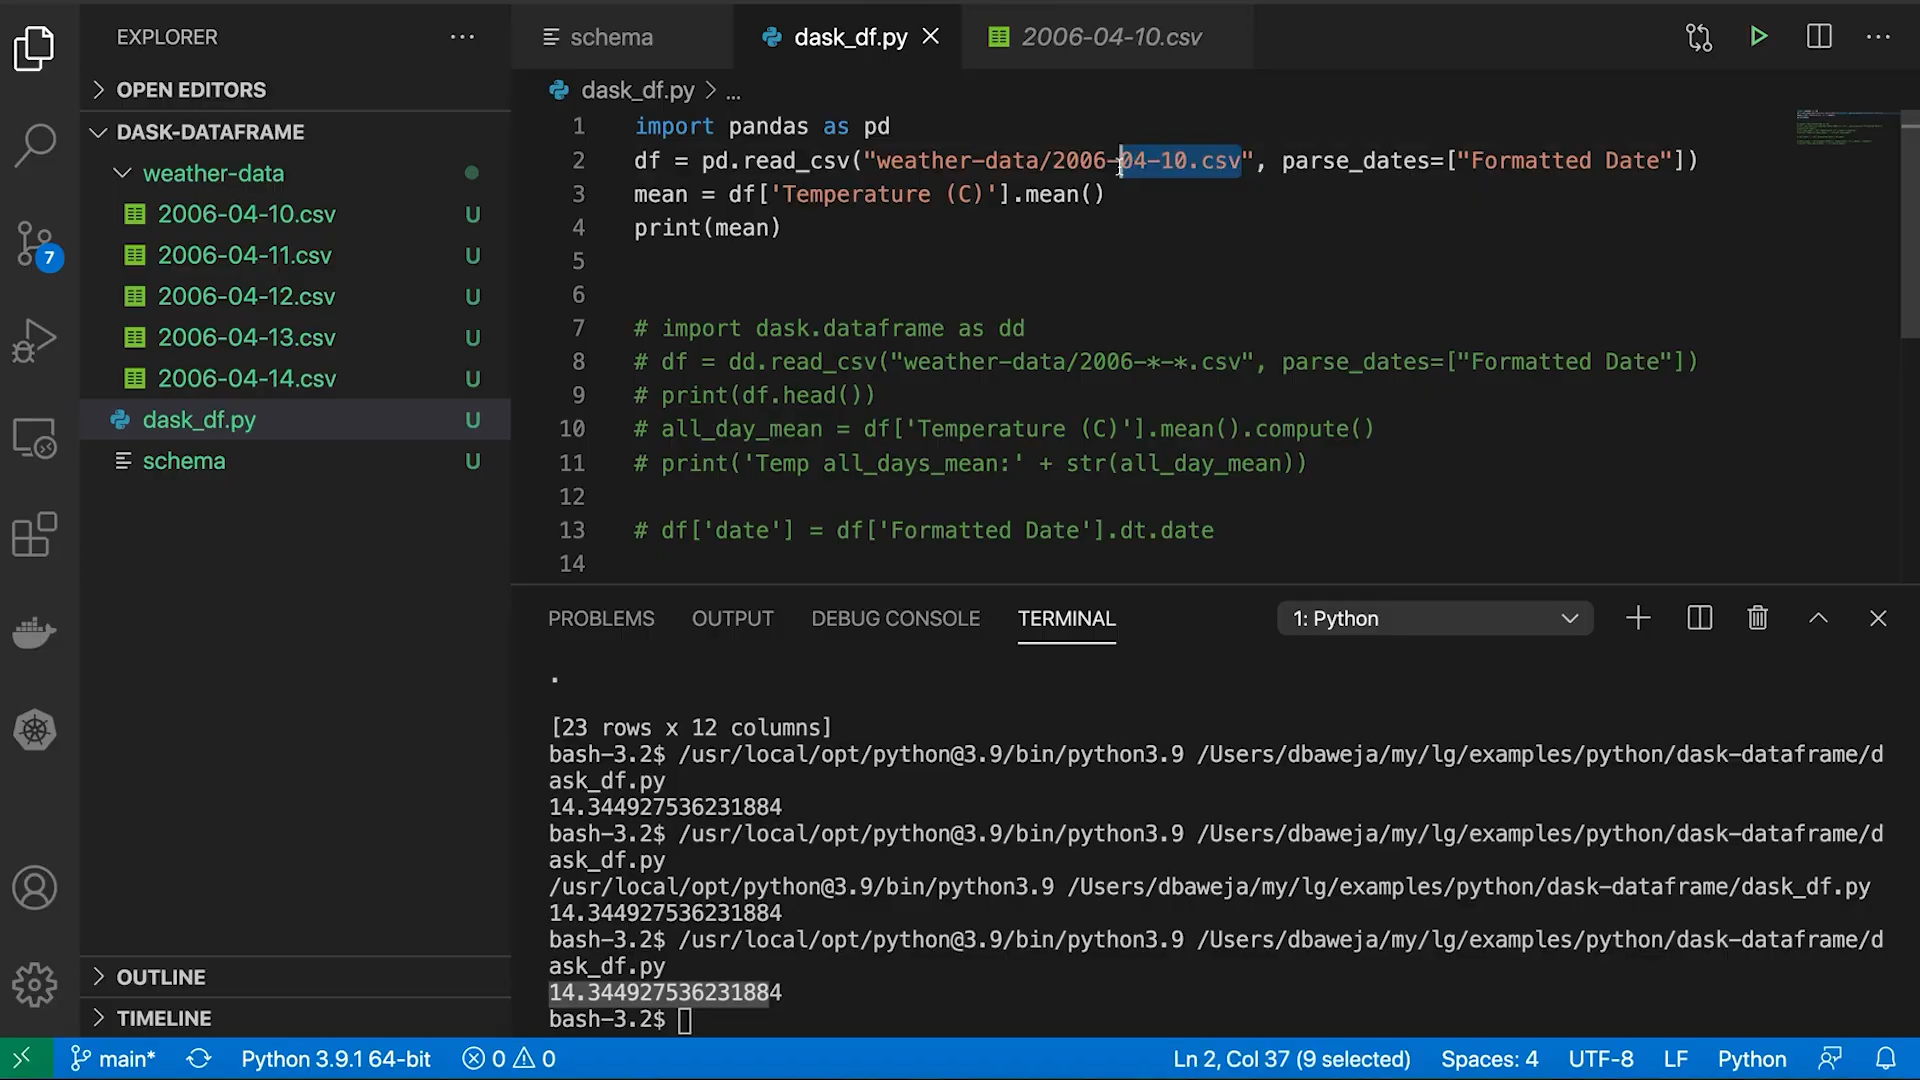 EXPLORER
OPEN EDITORS
DASK-DATAFRAME
weather-data
2006-04-10.csv U
2006-04-11.csv U
2006-04-12.csv U
2006-04-13.csv U
2006-04-14.csv U
dask_df.py U
schema U
OUTLINE
TIMELINE
7
schema
dask_df.py
2006-04-10.csv
dask_df.py > ...
1 import pandas as pd
2 df = pd.read_csv("weather-data/2006-04-10.csv", parse_dates=["Formatted Date"])
3 mean = df['Temperature (C)'].mean()
4 print(mean)
5
6
7 # import dask.dataframe as dd
8 # df = dd.read_csv("weather-data/2006-*-*.csv", parse_dates=["Formatted Date"])
9 # print(df.head())
10 # all_day_mean = df['Temperature (C)'].mean().compute()
11 # print('Temp all_days_mean:' + str(all_day_mean))
12
13 # df['date'] = df['Formatted Date'].dt.date
14
PROBLEMS OUTPUT DEBUG CONSOLE TERMINAL 1: Python
.
[23 rows x 12 columns]
bash-3.2$ /usr/local/opt/python@3.9/bin/python3.9 /Users/dbaweja/my/lg/examples/python/dask-dataframe/d
ask_df.py
14.344927536231884
bash-3.2$ /usr/local/opt/python@3.9/bin/python3.9 /Users/dbaweja/my/lg/examples/python/dask-dataframe/d
ask_df.py
/usr/local/opt/python@3.9/bin/python3.9 /Users/dbaweja/my/lg/examples/python/dask-dataframe/dask_df.py
14.344927536231884
bash-3.2$ /usr/local/opt/python@3.9/bin/python3.9 /Users/dbaweja/my/lg/examples/python/dask-dataframe/d
ask_df.py
14.344927536231884
bash-3.2$
main* Python 3.9.1 64-bit 0 0 Ln 2, Col 37 (9 selected) Spaces: 4 UTF-8 LF Python